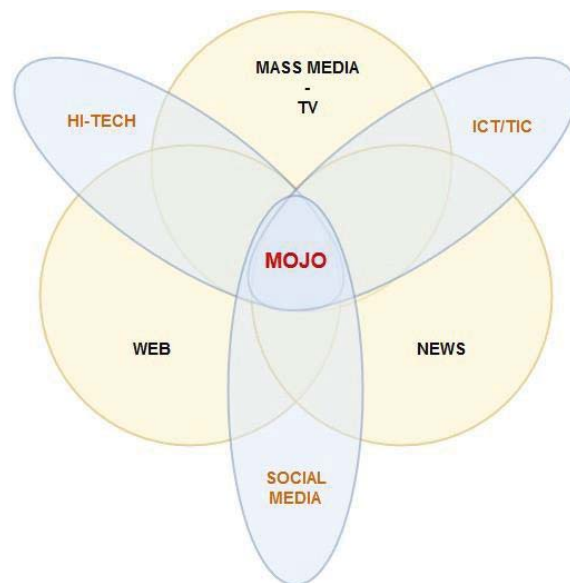 MASS MEDIA
-
TV
HI-TECH
ICT/TIC
MOJO
WEB
NEWS
SOCIAL
MEDIA